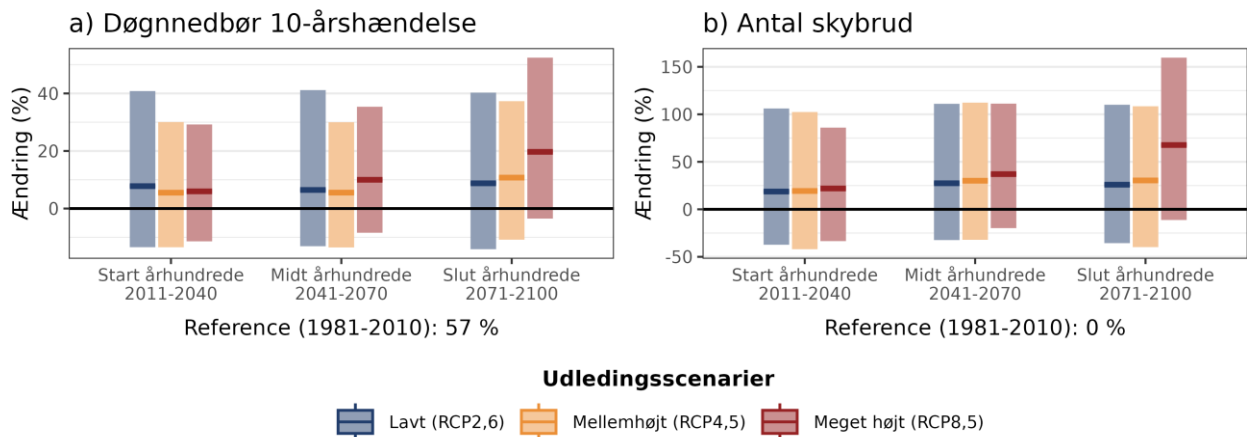 a) Døgnnedbør 10-årshændelse
Ændring (%)
40
20
0
Start århundrede
2011-2040
Midt århundrede
2041-2070
Slut århundrede
2071-2100
Reference (1981-2010): 57 %
b) Antal skybrud
Ændring (%)
150
100
50
0
-50
Start århundrede
2011-2040
Midt århundrede
2041-2070
Slut århundrede
2071-2100
Reference (1981-2010): 0 %
Udledingsscenarier
Lavt (RCP2,6)
Mellemhøjt (RCP4,5)
Meget højt (RCP8,5)